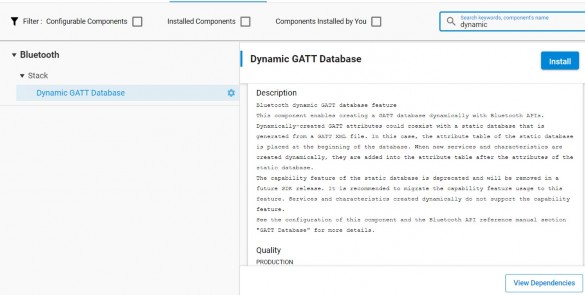 Filter : Configurable Components Installed Components Components Installed by You Search keywords, component's name
dynamic
Bluetooth
Stack
Dynamic GATT Database
Dynamic GATT Database Install
Description
Bluetooth dynamic GATT database feature
This component enables creating a GATT database dynamically with Bluetooth APIs.
Dynamically-created GATT attributes could coexist with a static database that is
generated from a GATT XML file. In this case, the attribute table of the static database
is placed at the beginning of the database. When new services and characteristics are
created dynamically, they are added into the attribute table after the attributes of the
static database.
The capability feature of the static database is deprecated and will be removed in a
future SDK release. It is recommended to migrate the capability feature usage to this
feature. Services and characteristics created dynamically do not support the capability
feature.
See the configuration of this component and the Bluetooth API reference manual section
"GATT Database" for more details.
Quality
PRODUCTION
View Dependencies